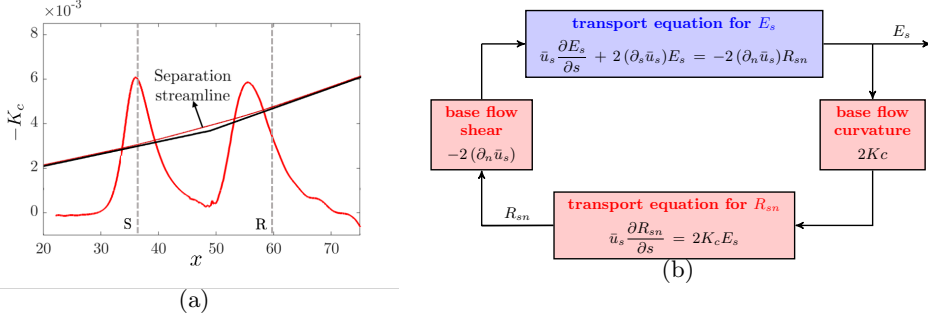 ×10⁻³
8
6
4
2
0
−K_c
Separation
streamline
S
R
20
30
40
50
60
70
x
(a)
transport equation for E_s
ū_s ∂E_s/∂s + 2 (∂_s ū_s)E_s = −2 (∂_n ū_s)R_sn
E_s
base flow
shear
−2 (∂_n ū_s)
base flow
curvature
2Kc
R_sn
transport equation for R_sn
ū_s ∂R_sn/∂s = 2K_c E_s
(b)